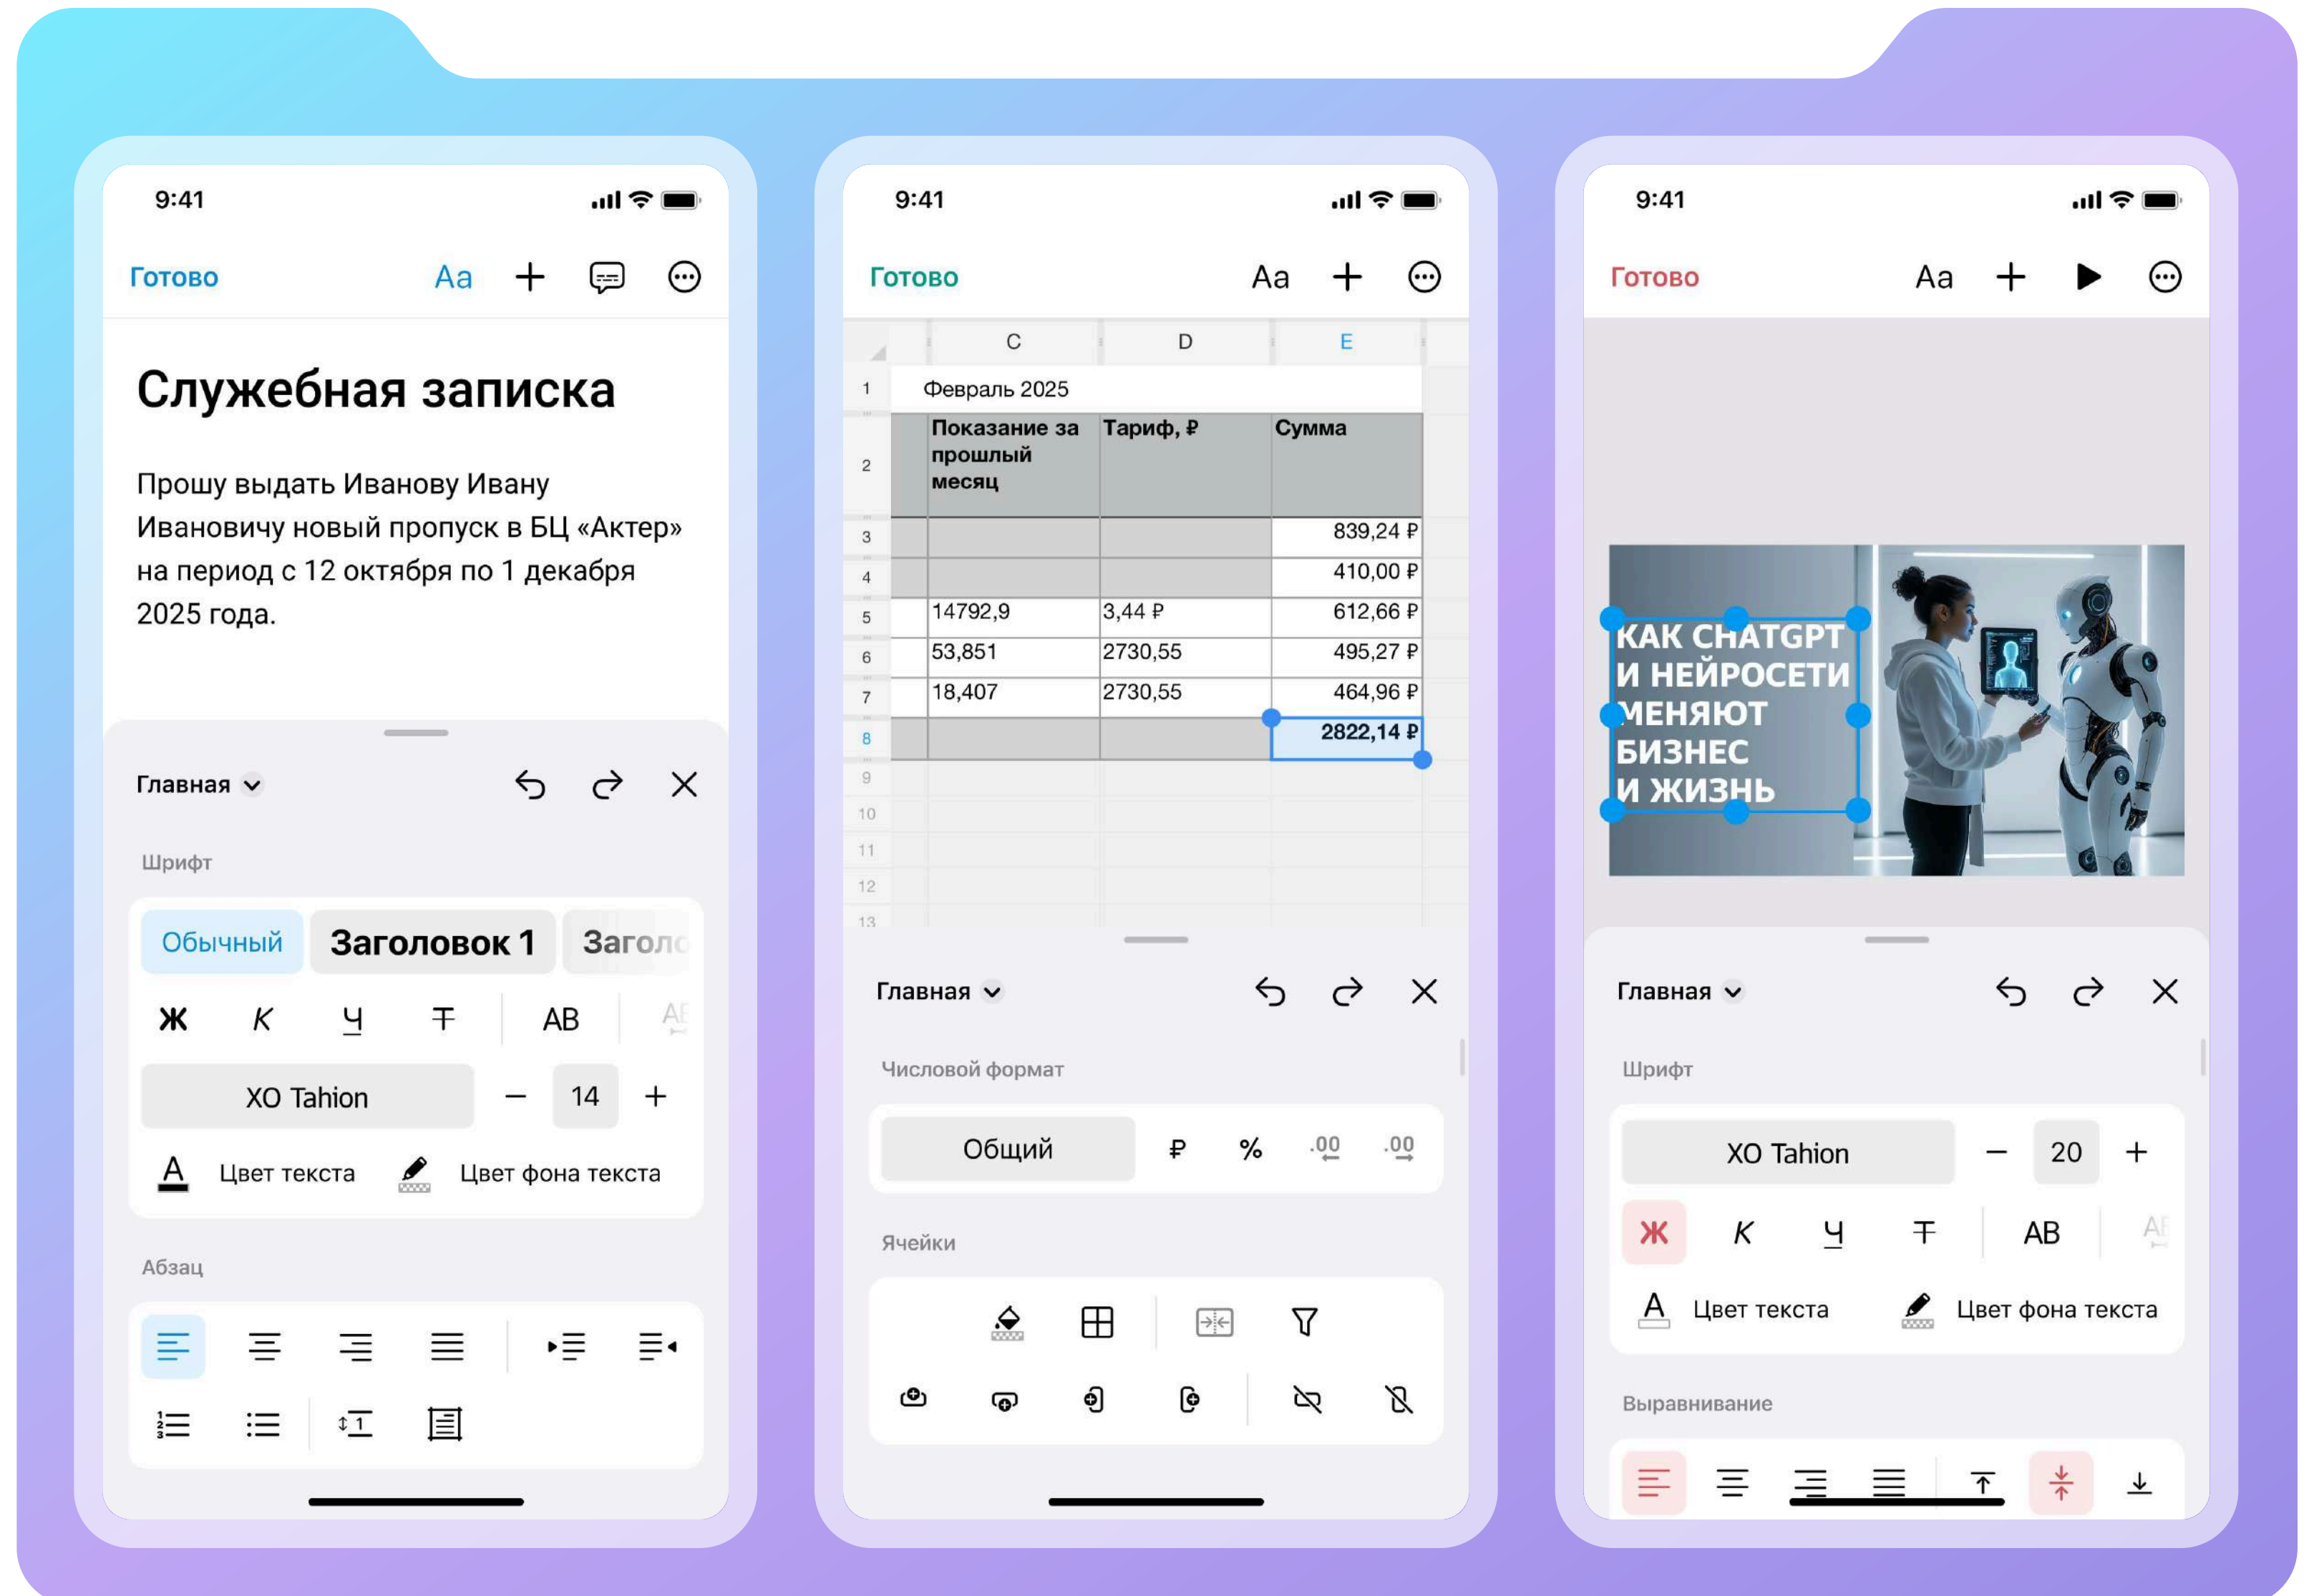 9:41
Готово
Aa
Служебная записка
Прошу выдать Иванову Ивану
Ивановичу новый пропуск в БЦ «Актер»
на период с 12 октября по 1 декабря
2025 года.
Главная
Шрифт
Обычный Заголовок 1 Заголо
Ж К Ч Т АВ
XO Tahion − 14 +
А Цвет текста Цвет фона текста
Абзац
9:41
Готово
Aa
C D E
1 Февраль 2025
2 Показание за прошлый месяц Тариф, ₽ Сумма
3 839,24 ₽
4 410,00 ₽
5 14792,9 3,44 ₽ 612,66 ₽
6 53,851 2730,55 495,27 ₽
7 18,407 2730,55 464,96 ₽
8 2822,14 ₽
9
10
11
12
13
Главная
Числовой формат
Общий ₽ % .00 .00
Ячейки
9:41
Готово
Aa
КАК CHATGPT
И НЕЙРОСЕТИ
МЕНЯЮТ
БИЗНЕС
И ЖИЗНЬ
Главная
Шрифт
XO Tahion − 20 +
Ж К Ч Т АВ
А Цвет текста Цвет фона текста
Выравнивание